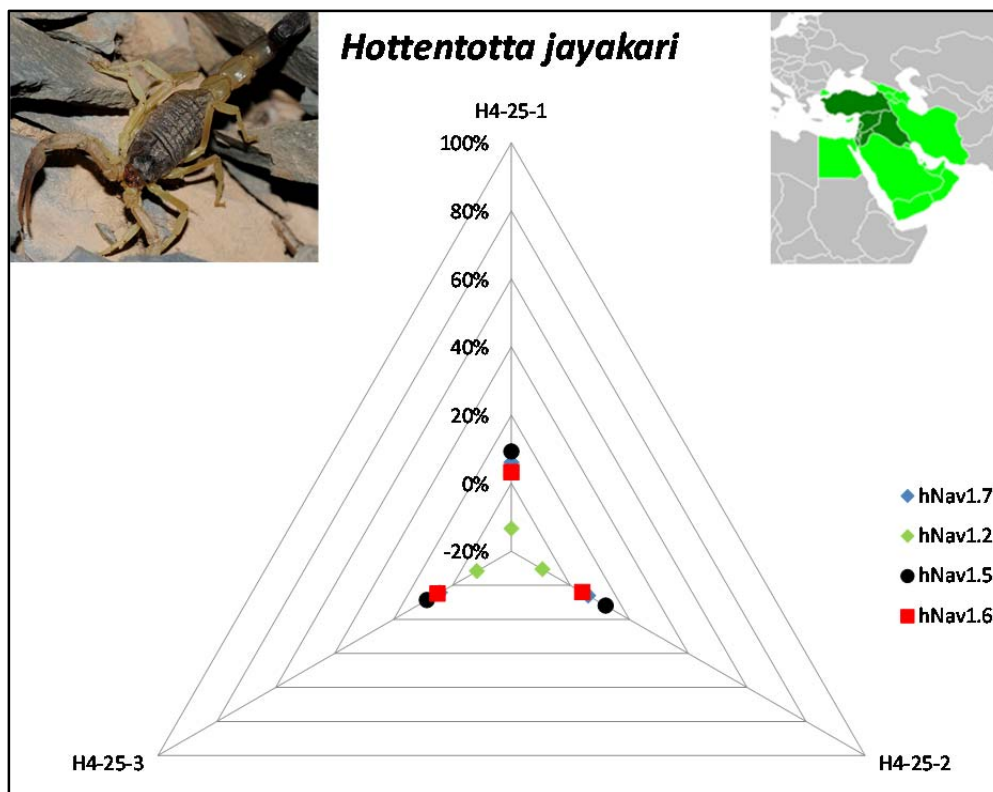 Hottentotta jayakari
H4-25-1
100%
80%
60%
40%
20%
0%
-20%
hNav1.7
hNav1.2
hNav1.5
hNav1.6
H4-25-3
H4-25-2